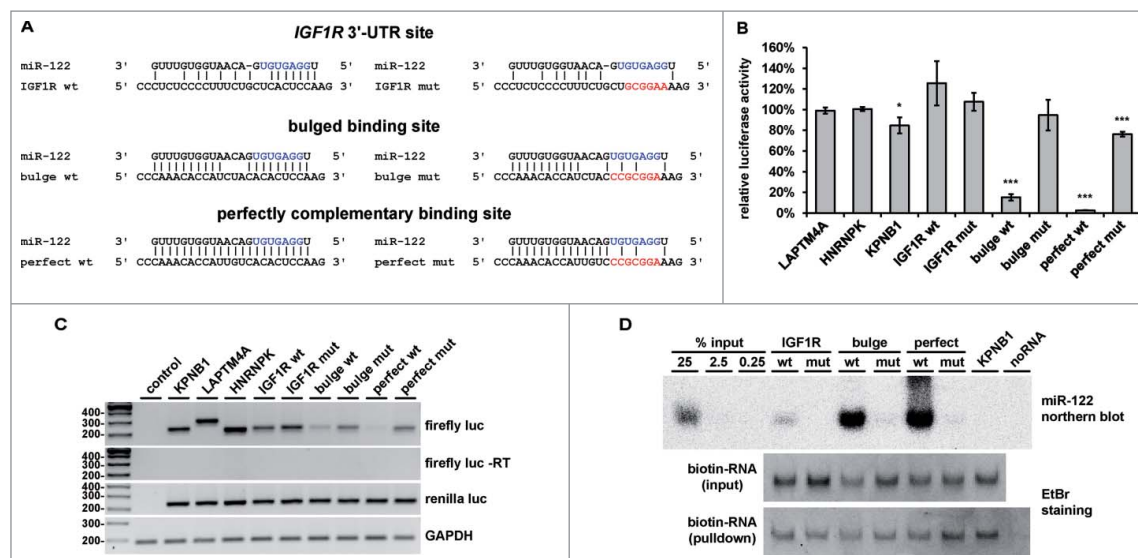 A
IGF1R 3'-UTR site
miR-122 3' GUUUGUGGUAACA-GUGUGAGGU 5' miR-122 3' GUUUGUGGUAACA-GUGUGAGGU 5'
IGF1R wt 5' CCCUCUCCCCUUUCUGCUCACUCCAAG 3' IGF1R mut 5' CCCUCUCCCCUUUCUGCUGCGGAAAAG 3'
bulged binding site
miR-122 3' GUUUGUGGUAACAGUGUGAGGU 5' miR-122 3' GUUUGUGGUAACAGUGUGAGGU 5'
bulge wt 5' CCCAAACACCAUCUACACACUCCAAG 3' bulge mut 5' CCCAAACACCAUCUACCCGCGGAAAG 3'
perfectly complementary binding site
miR-122 3' GUUUGUGGUAACAGUGUGAGGU 5' miR-122 3' GUUUGUGGUAACAGUGUGAGGU 5'
perfect wt 5' CCCAAACACCAUUGUCACACUCCAAG 3' perfect mut 5' CCCAAACACCAUUGUCCCGCGGAAAG 3'
B
relative luciferase activity
160%
140%
120%
100%
80%
60%
40%
20%
0%
* *** *** ***
LAPTM4A HNRNPK KPNB1 IGF1R wt IGF1R mut bulge wt bulge mut perfect wt perfect mut
C
control KPNB1 LAPTM4A HNRNPK IGF1R wt IGF1R mut bulge wt bulge mut perfect wt perfect mut
400-
300-
200-
firefly luc
400-
300-
200-
firefly luc -RT
400-
300-
200-
renilla luc
300-
200-
GAPDH
D
% input IGF1R bulge perfect KPNB1 noRNA
25 2.5 0.25 wt mut wt mut wt mut
miR-122
northern blot
biotin-RNA
(input)
biotin-RNA
(pulldown)
EtBr
staining